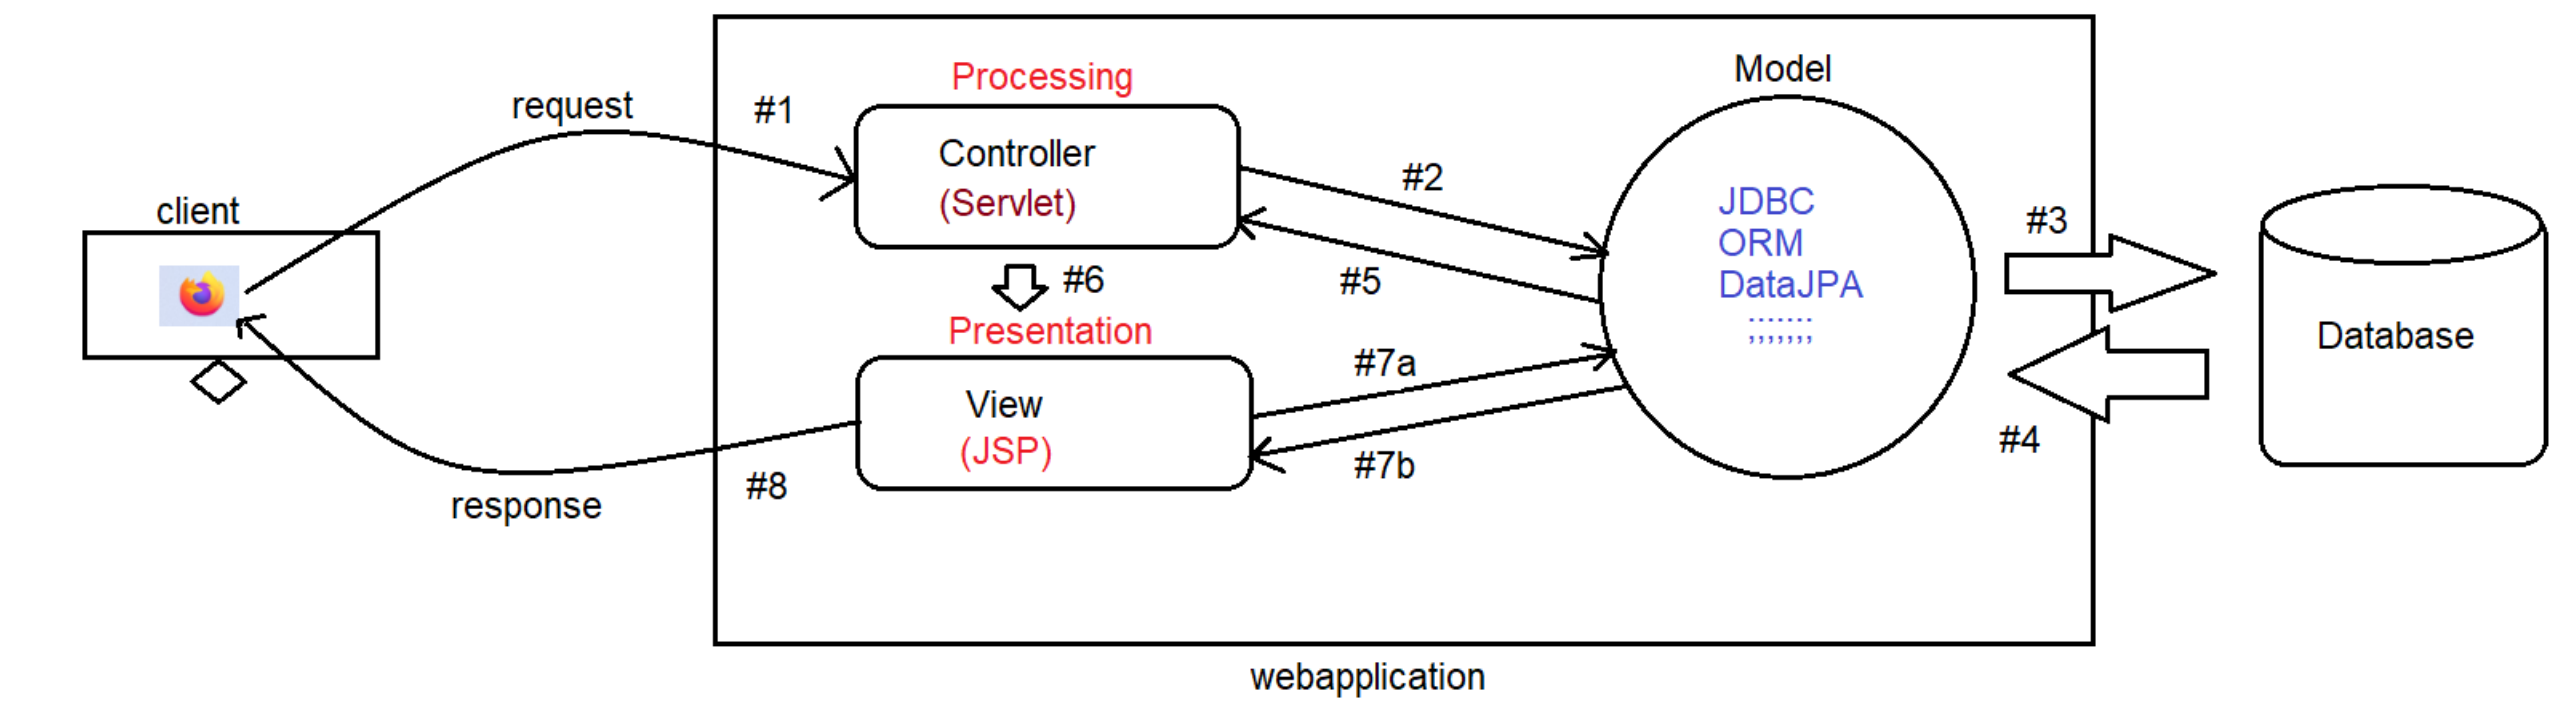 client
request
#1
Processing
Controller
(Servlet)
#2
#5
#6
Presentation
View
(JSP)
#7a
#7b
#8
response
Model
JDBC
ORM
DataJPA
;;;;;;;
#3
#4
Database
webapplication